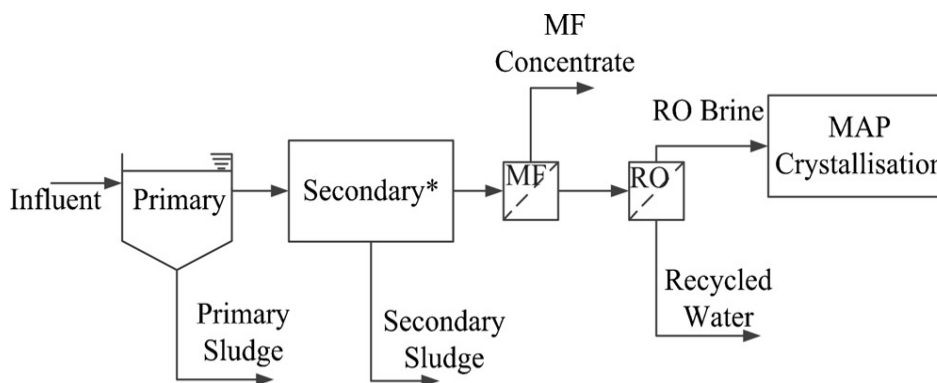 MF
Concentrate
RO Brine
MAP
Crystallisation
Influent
Primary
Secondary*
MF
RO
Primary
Sludge
Secondary
Sludge
Recycled
Water